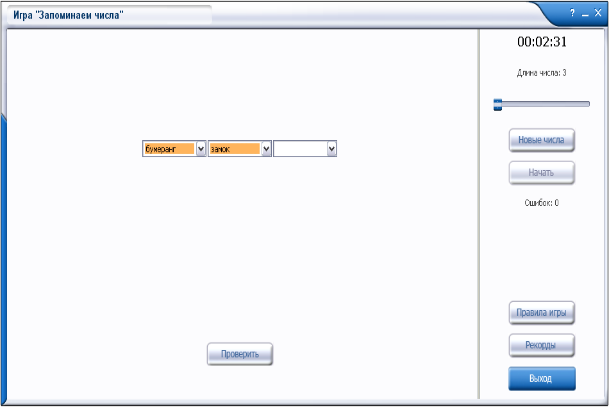 Игра "Запоминаем числа"
? _ X
00:02:31
Длина числа: 3
бумеранг замок
Новые числа
Начать
Ошибок: 0
Правила игры
Проверить
Рекорды
Выход